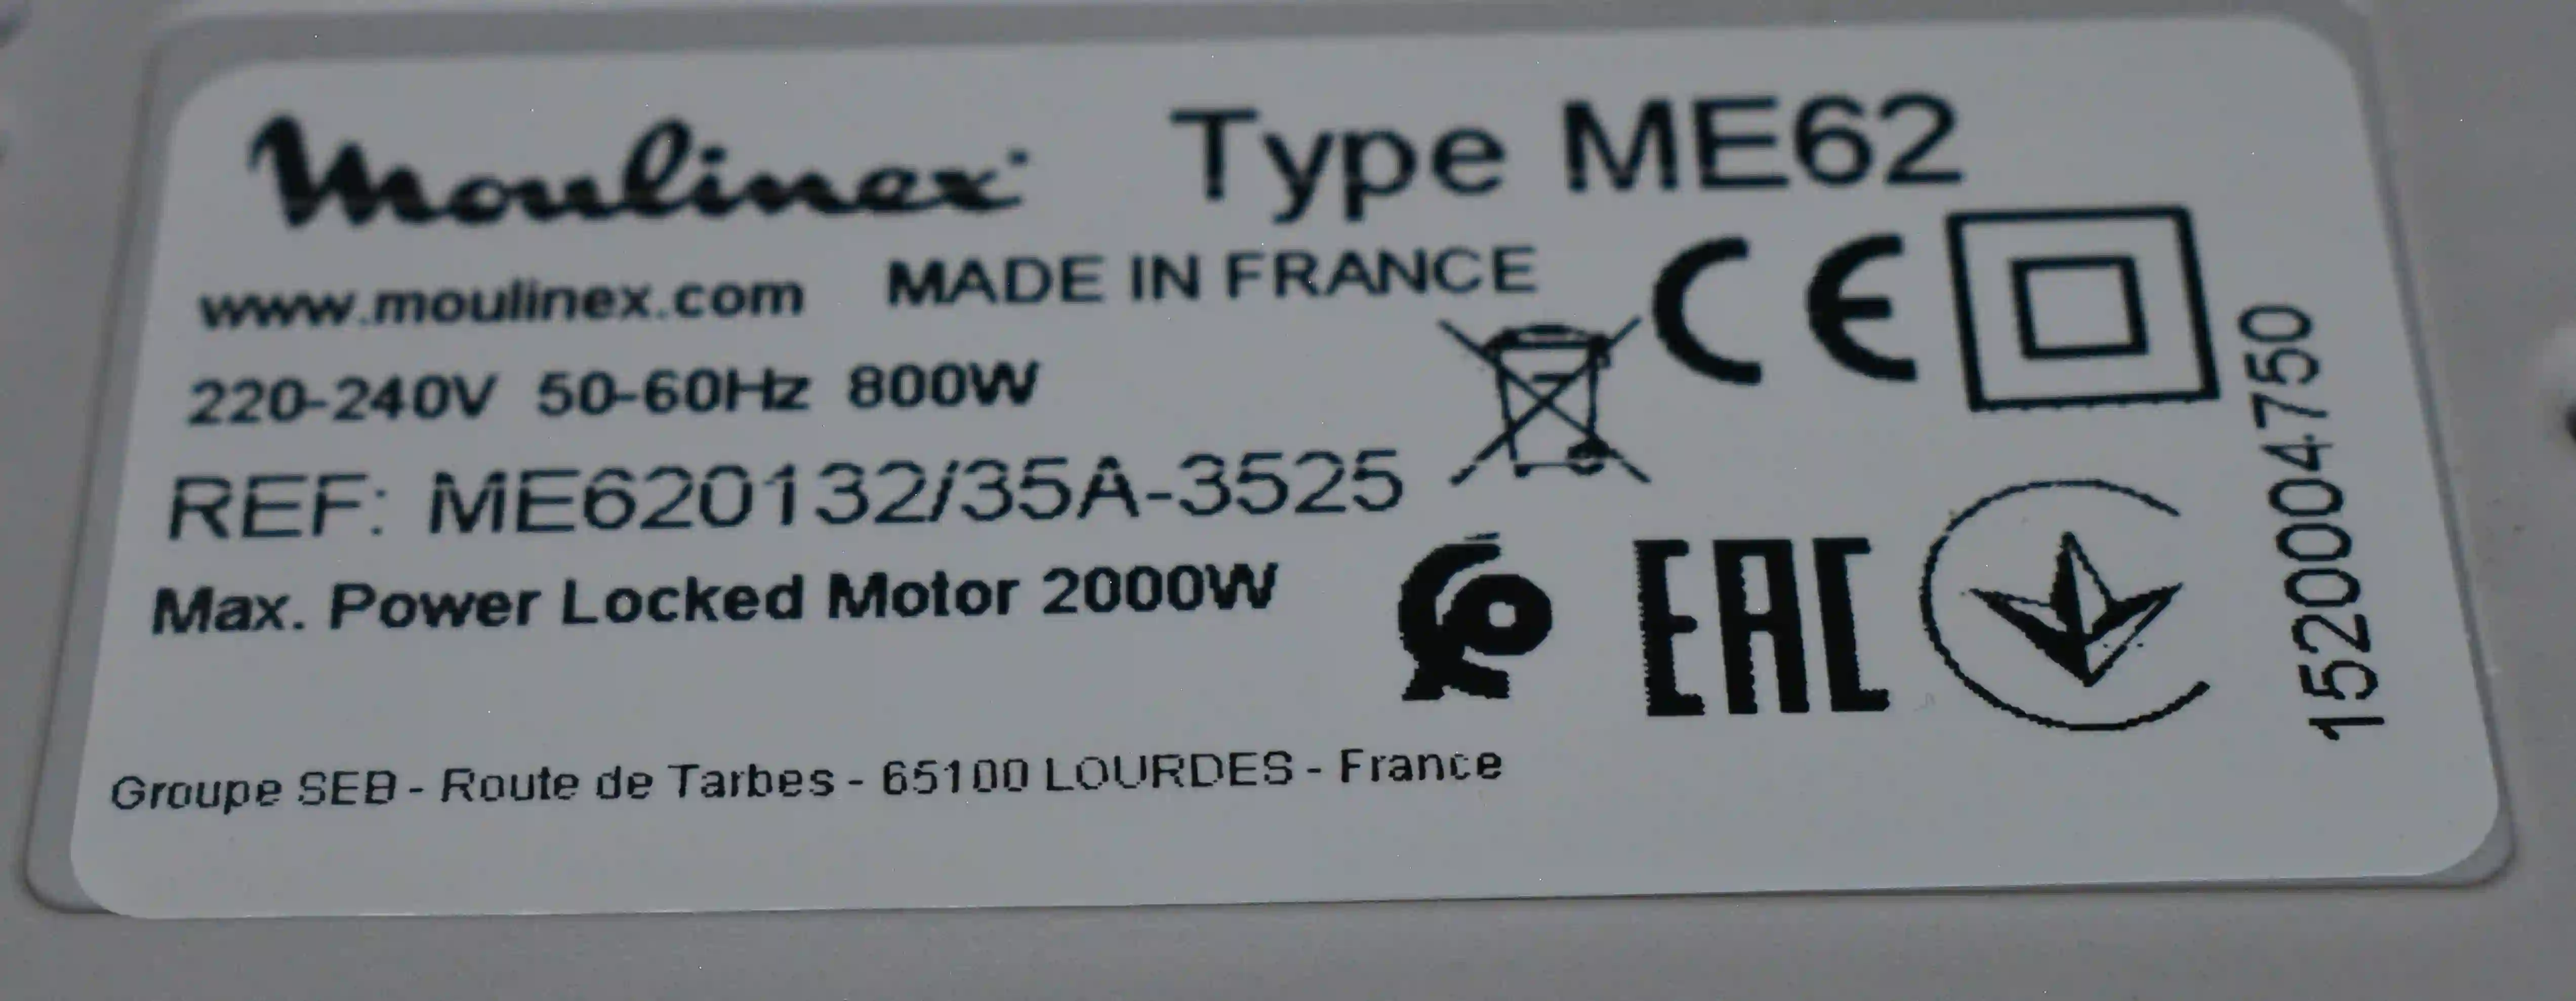 Moulinex Type ME62
www.moulinex.com MADE IN FRANCE
CE
220-240V 50-60Hz 800W
REF: ME620132/35A-3525
Max. Power Locked Motor 2000W
EAC
Groupe SEB - Route de Tarbes - 65100 LOURDES - France
1520004750